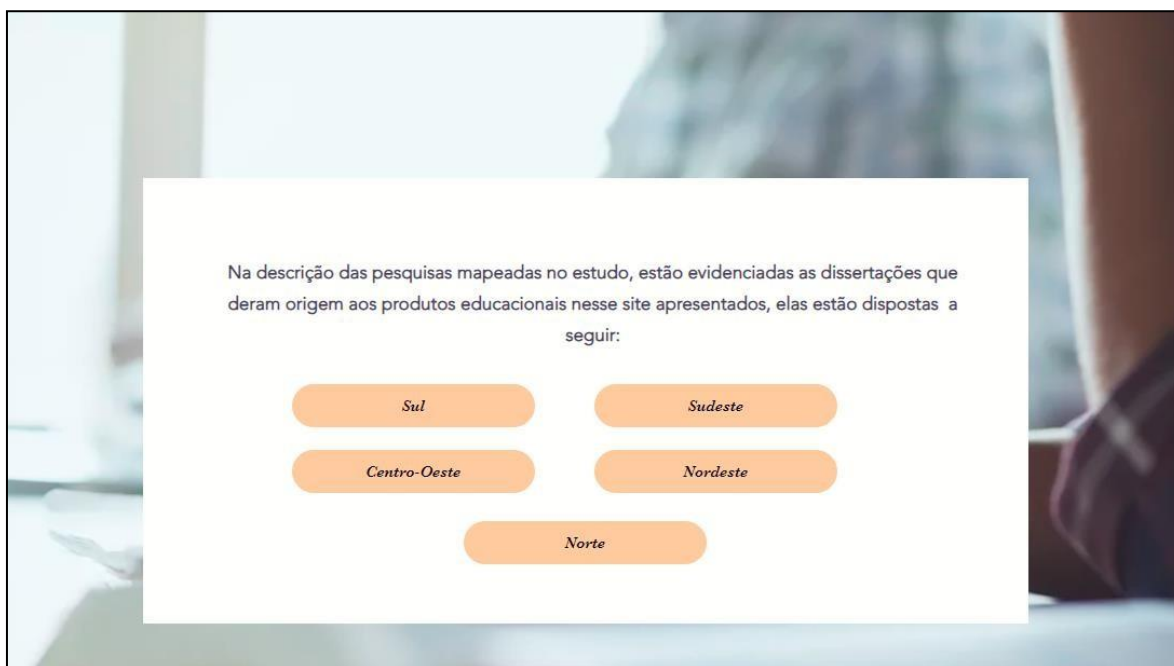 Na descrição das pesquisas mapeadas no estudo, estão evidenciadas as dissertações que
deram origem aos produtos educacionais nesse site apresentados, elas estão dispostas a
seguir:
Sul
Sudeste
Centro-Oeste
Nordeste
Norte